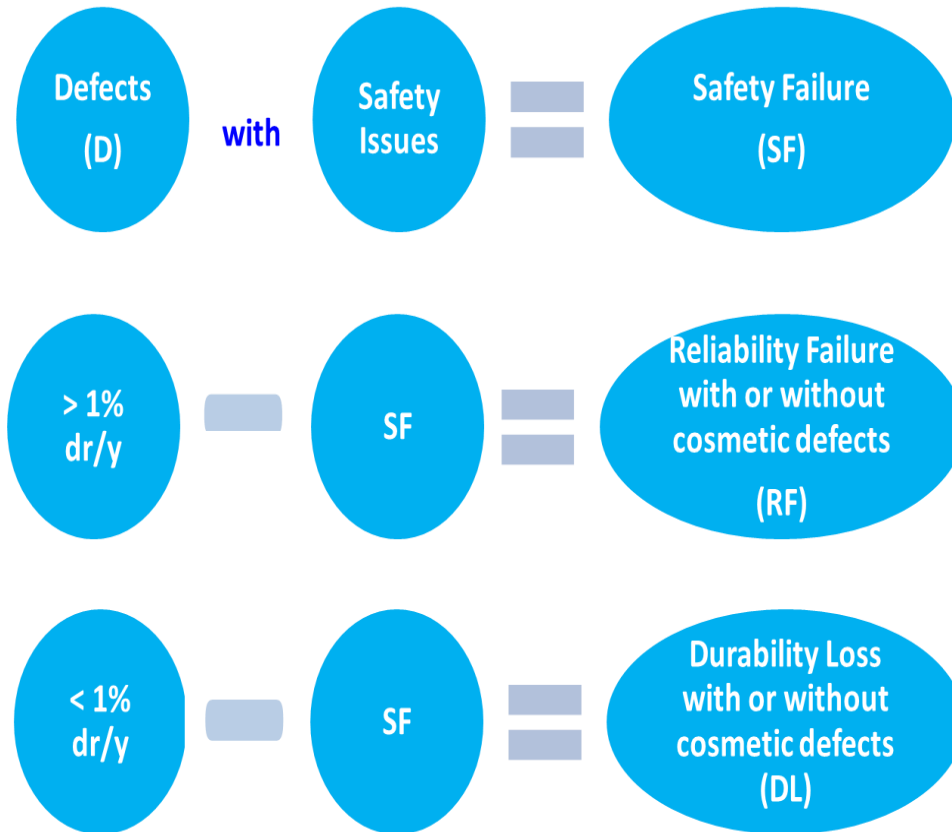 Defects
(D)
with
Safety
Issues
Safety Failure
(SF)
> 1%
dr/y
SF
Reliability Failure
with or without
cosmetic defects
(RF)
< 1%
dr/y
SF
Durability Loss
with or without
cosmetic defects
(DL)